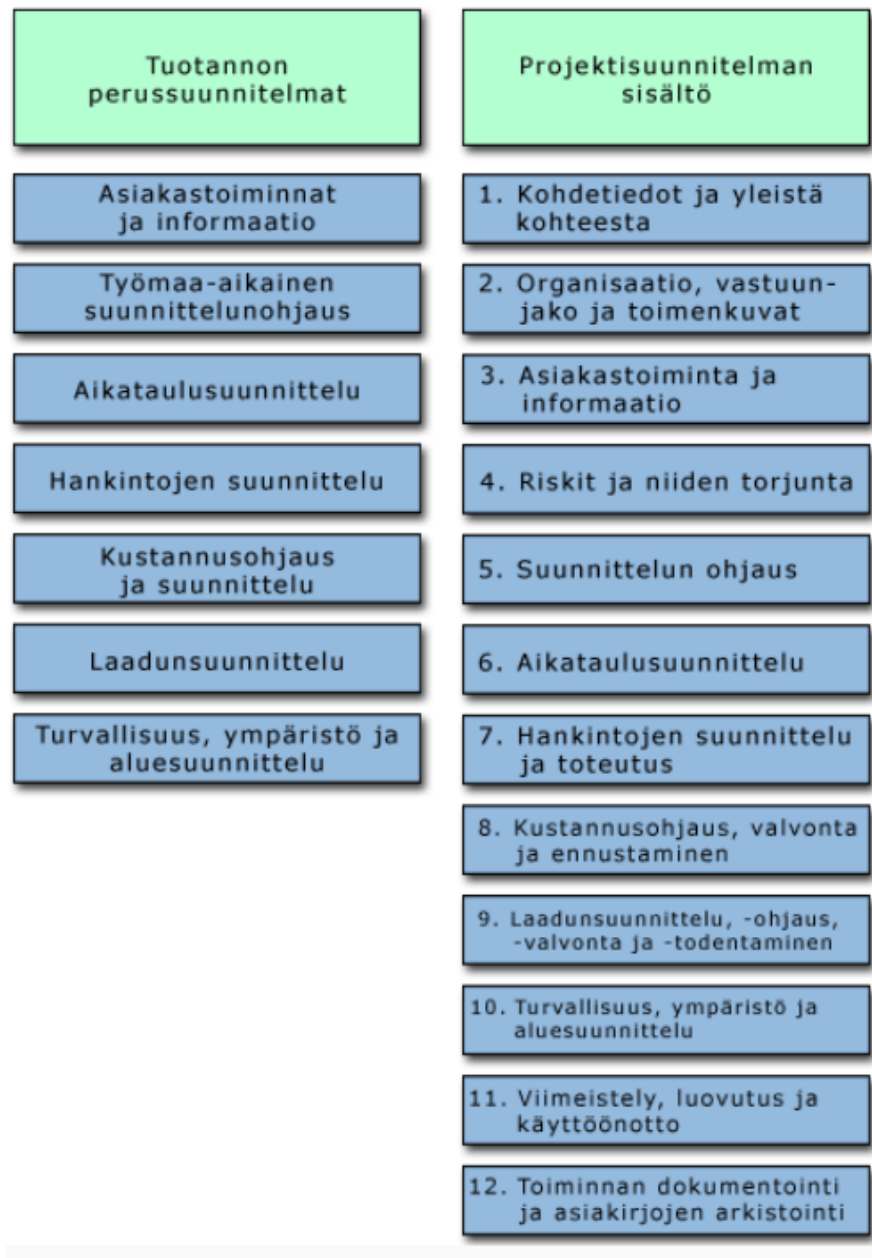 Tuotannon
perussuunnitelmat
Asiakastoiminnat
ja informaatio
Työmaa-aikainen
suunnittelunohjaus
Aikataulusuunnittelu
Hankintojen suunnittelu
Kustannusohjaus
ja suunnittelu
Laadunsuunnittelu
Turvallisuus, ympäristö ja
aluesuunnittelu
Projektisuunnitelman
sisältö
1. Kohdetiedot ja yleistä
kohteesta
2. Organisaatio, vastuun-
jako ja toimenkuvat
3. Asiakastoiminta ja
informaatio
4. Riskit ja niiden torjunta
5. Suunnittelun ohjaus
6. Aikataulusuunnittelu
7. Hankintojen suunnittelu
ja toteutus
8. Kustannusohjaus, valvonta
ja ennustaminen
9. Laadunsuunnittelu, -ohjaus,
-valvonta ja -todentaminen
10. Turvallisuus, ympäristö ja
aluesuunnittelu
11. Viimeistely, luovutus ja
käyttöönotto
12. Toiminnan dokumentointi
ja asiakirjojen arkistointi